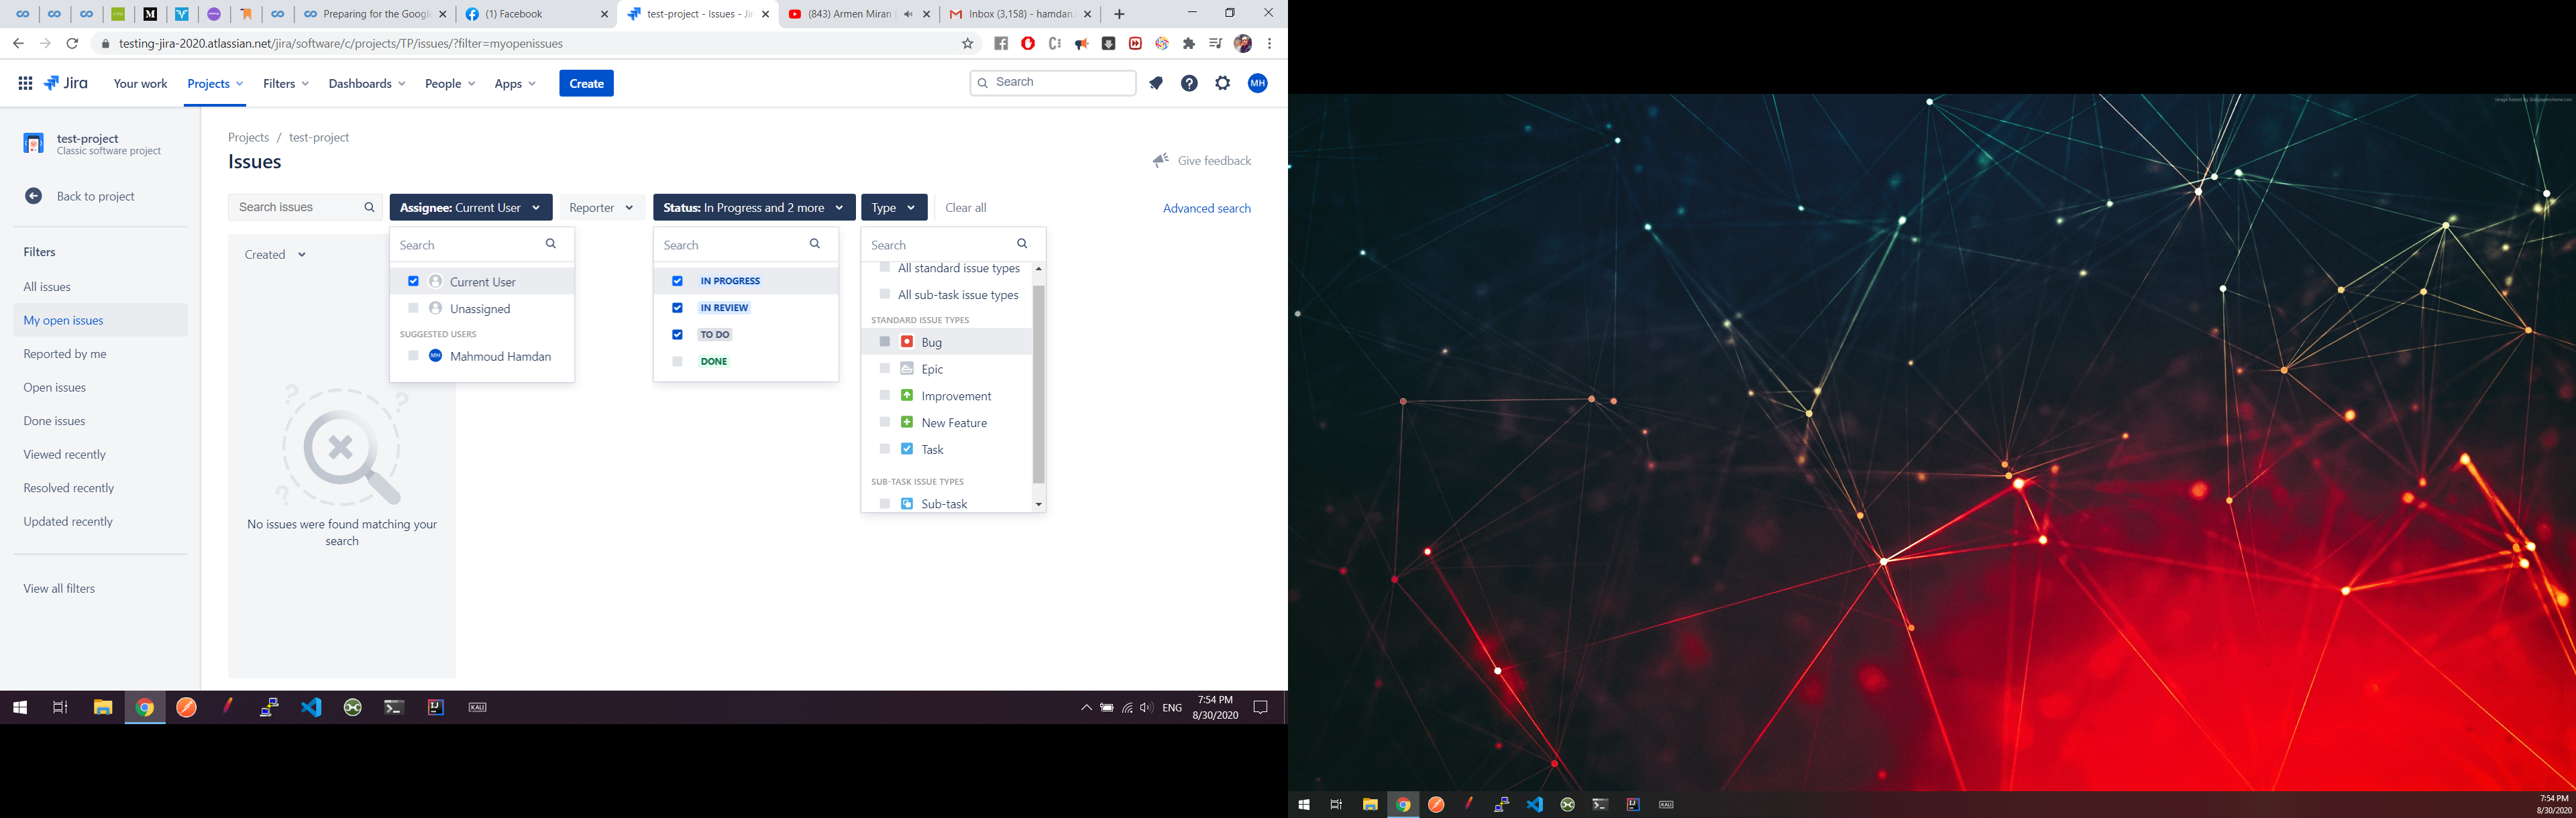 Preparing for the Google
(1) Facebook
test-project - Issues - Jir
(843) Armen Miran
Inbox (3,158) - hamdan.
testing-jira-2020.atlassian.net/jira/software/c/projects/TP/issues/?filter=myopenissues
Jira
Your work
Projects
Filters
Dashboards
People
Apps
Create
Search
MH
test-project
Classic software project
Back to project
Filters
All issues
My open issues
Reported by me
Open issues
Done issues
Viewed recently
Resolved recently
Updated recently
View all filters
Projects / test-project
Issues
Give feedback
Search issues
Assignee: Current User
Reporter
Status: In Progress and 2 more
Type
Clear all
Advanced search
Created
No issues were found matching your
search
Search
Current User
Unassigned
SUGGESTED USERS
MH Mahmoud Hamdan
Search
IN PROGRESS
IN REVIEW
TO DO
DONE
Search
All standard issue types
All sub-task issue types
STANDARD ISSUE TYPES
Bug
Epic
Improvement
New Feature
Task
SUB-TASK ISSUE TYPES
Sub-task
KALI
ENG
7:54 PM
8/30/2020
KALI
7:54 PM
8/30/2020